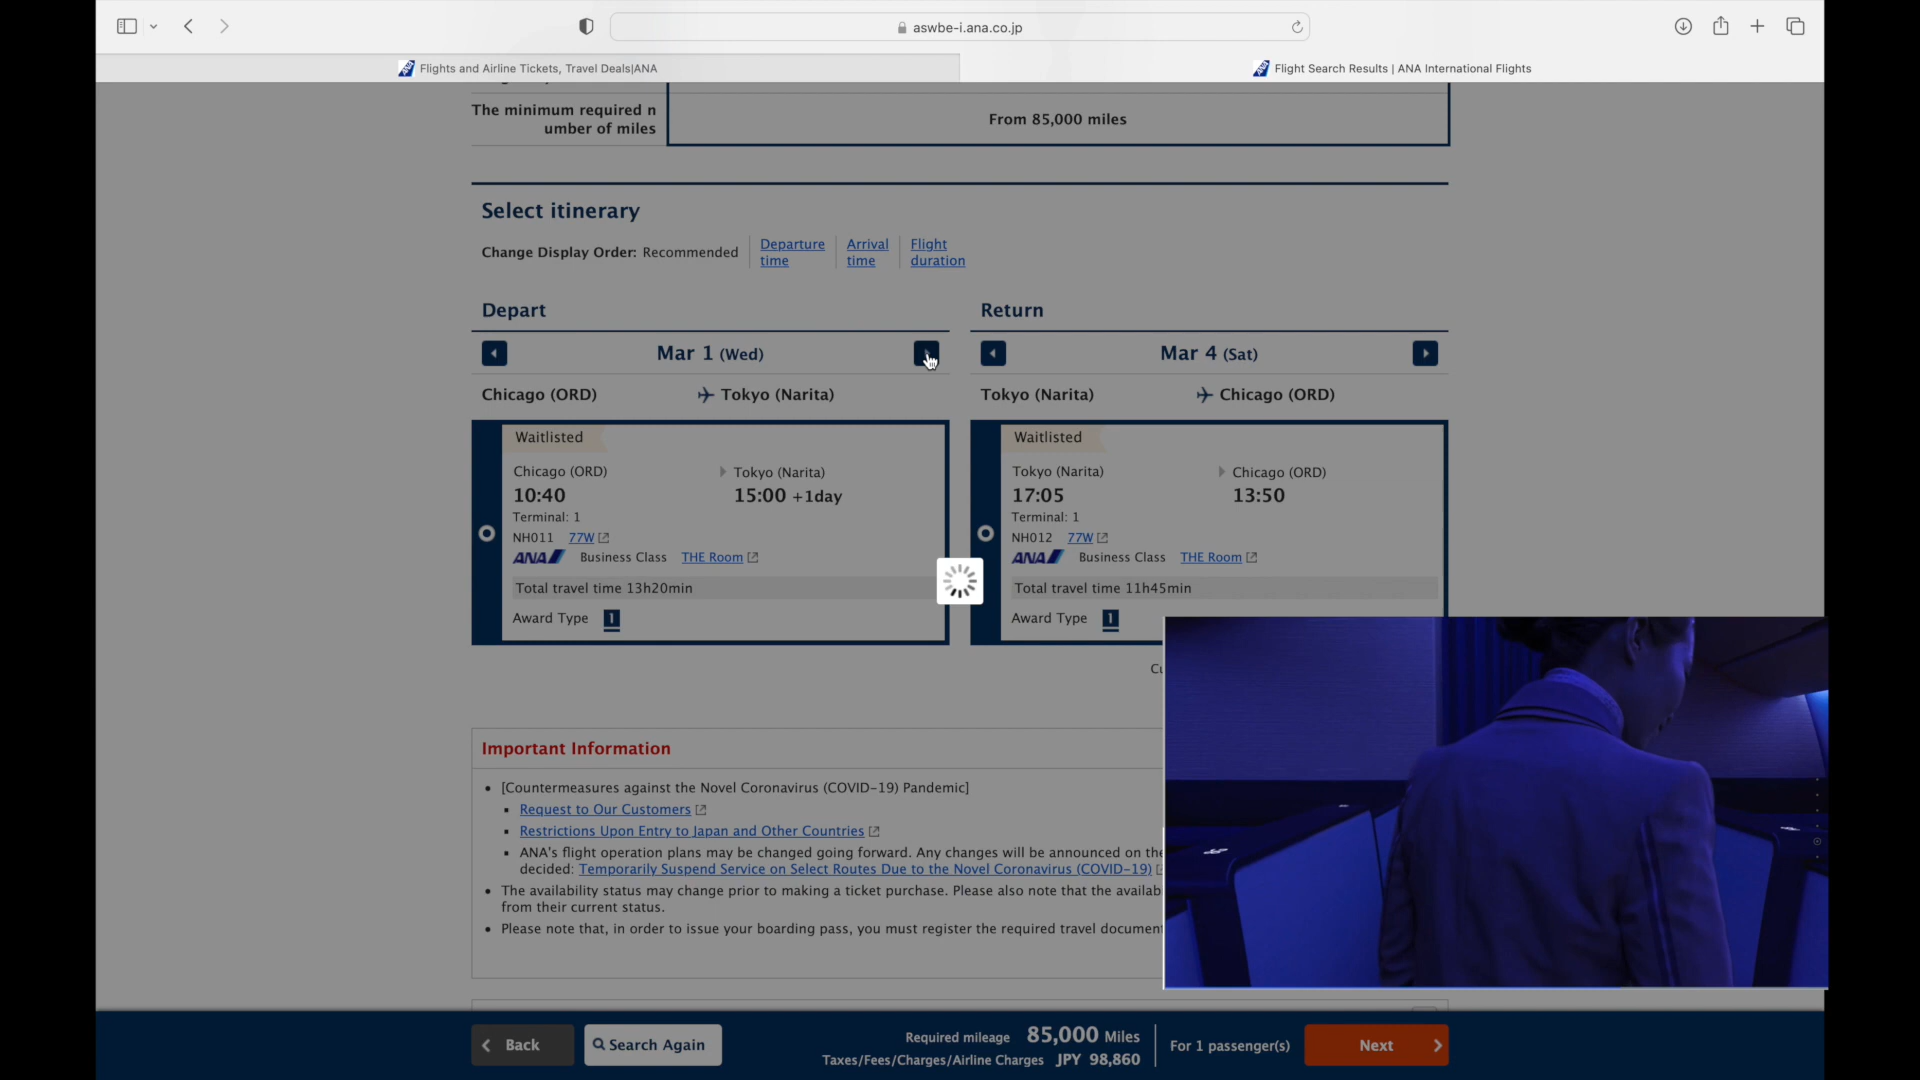 aswbe-i.ana.co.jp
Flights and Airline Tickets, Travel Deals|ANA
Flight Search Results | ANA International Flights
The minimum required n
umber of miles
From 85,000 miles
Select itinerary
Change Display Order: Recommended
Departure time
Arrival time
Flight duration
Depart
Return
Mar 1 (Wed)
Mar 4 (Sat)
Chicago (ORD) Tokyo (Narita)
Tokyo (Narita) Chicago (ORD)
Waitlisted
Chicago (ORD) Tokyo (Narita)
10:40 15:00 +1day
Terminal: 1
NH011 77W
ANA Business Class THE Room
Total travel time 13h20min
Award Type 1
Waitlisted
Tokyo (Narita) Chicago (ORD)
17:05 13:50
Terminal: 1
NH012 77W
ANA Business Class THE Room
Total travel time 11h45min
Award Type 1
Important Information
[Countermeasures against the Novel Coronavirus (COVID-19) Pandemic]
Request to Our Customers
Restrictions Upon Entry to Japan and Other Countries
ANA's flight operation plans may be changed going forward. Any changes will be announced on the
decided: Temporarily Suspend Service on Select Routes Due to the Novel Coronavirus (COVID-19)
The availability status may change prior to making a ticket purchase. Please also note that the availab
from their current status.
Please note that, in order to issue your boarding pass, you must register the required travel document
Back
Search Again
Required mileage 85,000 Miles
Taxes/Fees/Charges/Airline Charges JPY 98,860
For 1 passenger(s)
Next